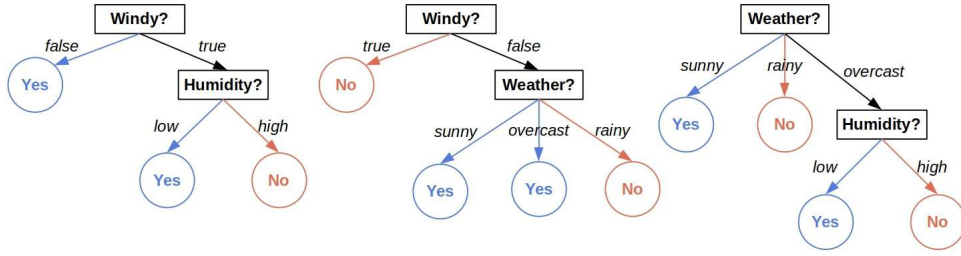 Windy?
false
true
Yes
Humidity?
low
high
Yes
No
Windy?
true
false
No
Weather?
sunny
overcast
rainy
Yes
Yes
No
Weather?
sunny
rainy
overcast
Yes
No
Humidity?
low
high
Yes
No